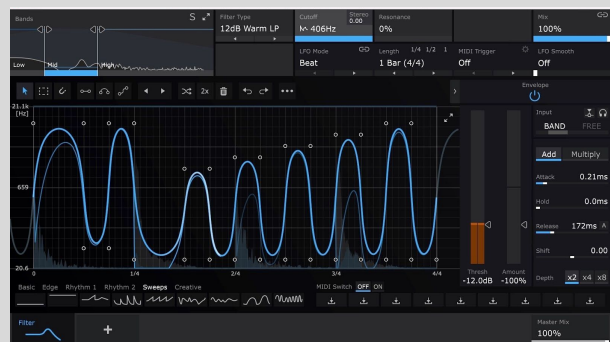 Bands S
Low Mid High
Filter Type
12dB Warm LP
Cutoff Stereo 0.00
406Hz
Resonance
0%
Mix
100%
LFO Mode
Beat
Length 1/4 1/2 1
1 Bar (4/4)
MIDI Trigger
Off
LFO Smooth
Off
2x
Envelope
21.1k
[Hz]
659
20.6
0 1/4 2/4 3/4 4/4
Input
BAND FREE
Add Multiply
Attack 0.21ms
Hold 0.0ms
Release 172ms A
Shift 0.00
Depth x2 x4 x8
Thresh Amount
-12.0dB -100%
Basic Edge Rhythm 1 Rhythm 2 Sweeps Creative
MIDI Switch OFF ON
Filter
+
Master Mix
100%